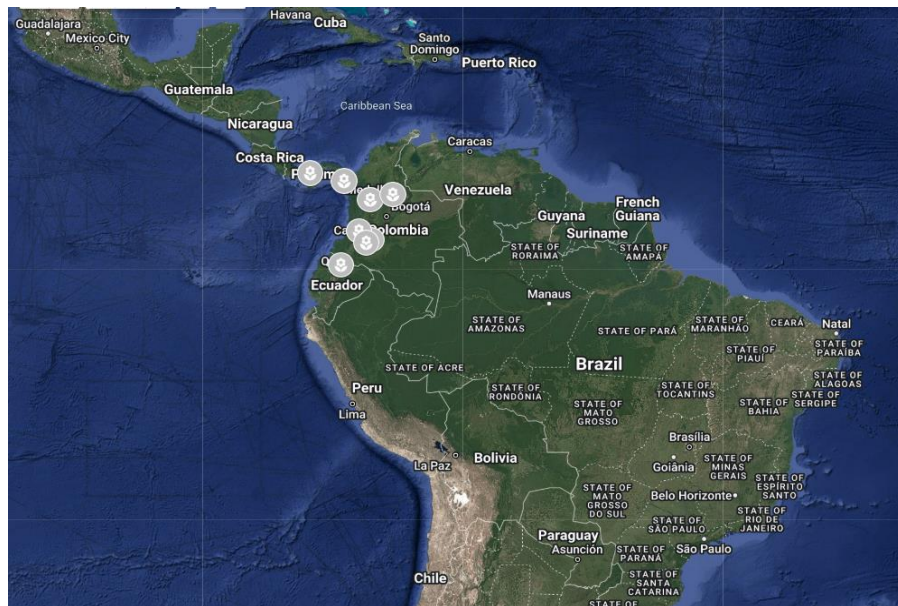 Havana
Cuba
Guadalajara
Mexico City
Santo
Domingo
Puerto Rico
Guatemala
Caribbean Sea
Nicaragua
Caracas
Costa Rica
Venezuela
Bogotá
French
Guiana
Guyana
Suriname
Colombia
STATE OF
RORAIMA
STATE OF
AMAPÁ
Ecuador
Manaus
STATE OF
AMAZONAS
STATE OF PARÁ
STATE OF
MARANHÃO
CEARÁ
Natal
STATE OF
PARAÍBA
STATE OF
PIAUÍ
Brazil
STATE OF ACRE
STATE OF
ALAGOAS
Peru
STATE OF
RONDÔNIA
STATE OF
TOCANTINS
STATE OF
SERGIPE
STATE OF
BAHIA
Lima
STATE OF
MATO
GROSSO
Brasília
La Paz
Bolivia
Goiânia
STATE OF
MINAS
GERAIS
STATE OF
ESPÍRITO
SANTO
STATE OF
MATO
GROSSO
DO SUL
Belo Horizonte
STATE OF
RIO DE
JANEIRO
STATE OF
SÃO PAULO
Paraguay
Asunción
São Paulo
STATE OF
PARANÁ
Chile
STATE OF
SANTA
CATARINA
STATE OF